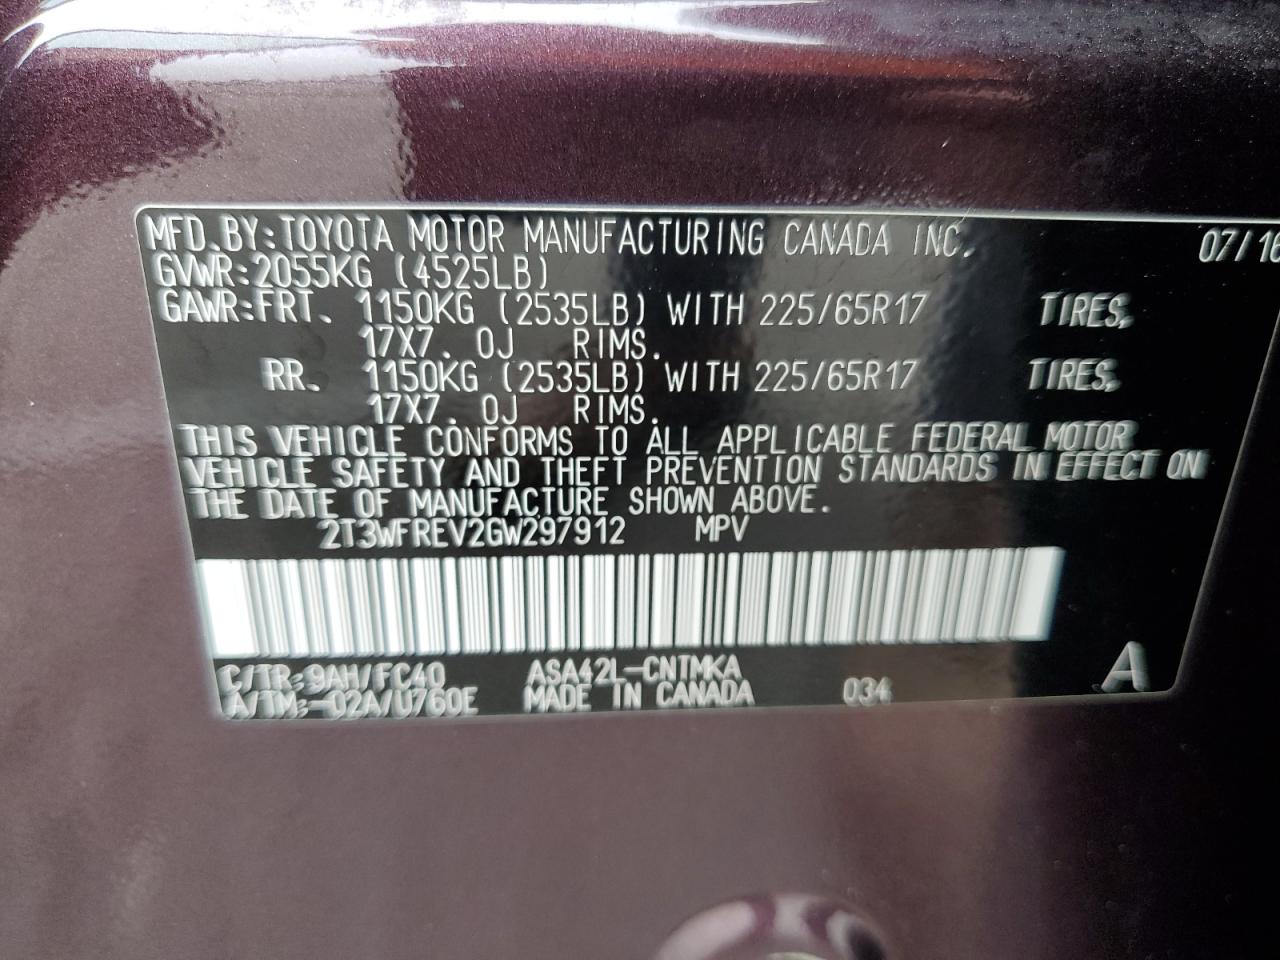 MFD.BY:TOYOTA MOTOR MANUFACTURING CANADA INC. 07/16
GVWR:2055KG (4525LB)
GAWR:FRT. 1150KG (2535LB) WITH 225/65R17 TIRES,
17X7.0J RIMS.
RR. 1150KG (2535LB) WITH 225/65R17 TIRES,
17X7.0J RIMS.
THIS VEHICLE CONFORMS TO ALL APPLICABLE FEDERAL MOTOR
VEHICLE SAFETY AND THEFT PREVENTION STANDARDS IN EFFECT ON
THE DATE OF MANUFACTURE SHOWN ABOVE.
2T3WFREV2GW297912 MPV
C/TR:9AH/FC40 ASA42L-CNTMKA A
A/TM:-02A/U760E MADE IN CANADA 034